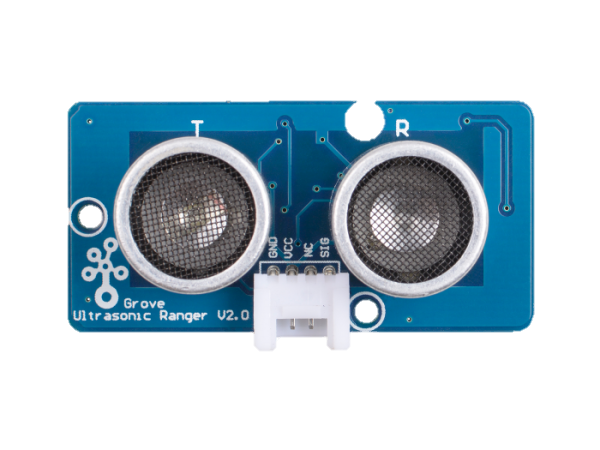 T
R
GND
VCC
NC
SIG
Grove
Ultrasonic Ranger V2.0